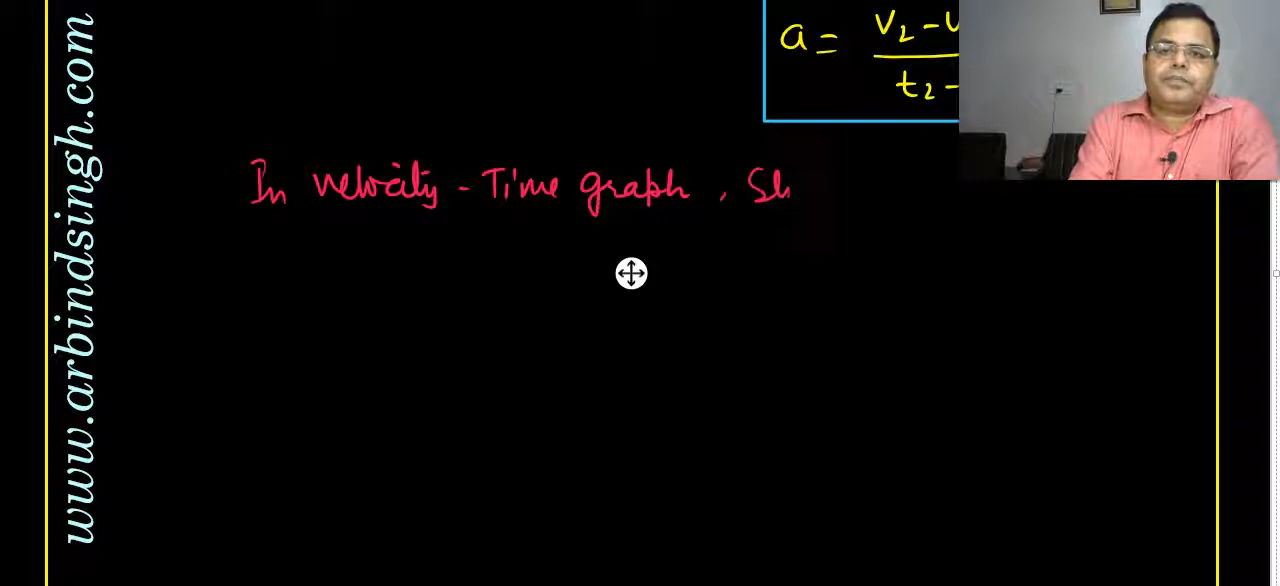 www.arbindsingh.com
a = V2 -
t2 -
In velocity - Time graph, Sl